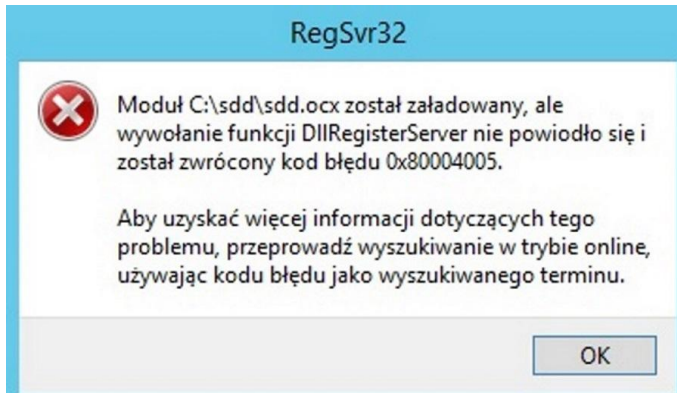 RegSvr32
Moduł C:\sdd\sdd.ocx został załadowany, ale
wywołanie funkcji DllRegisterServer nie powiodło się i
został zwrócony kod błędu 0x80004005.
Aby uzyskać więcej informacji dotyczących tego
problemu, przeprowadź wyszukiwanie w trybie online,
używając kodu błędu jako wyszukiwanego terminu.
OK